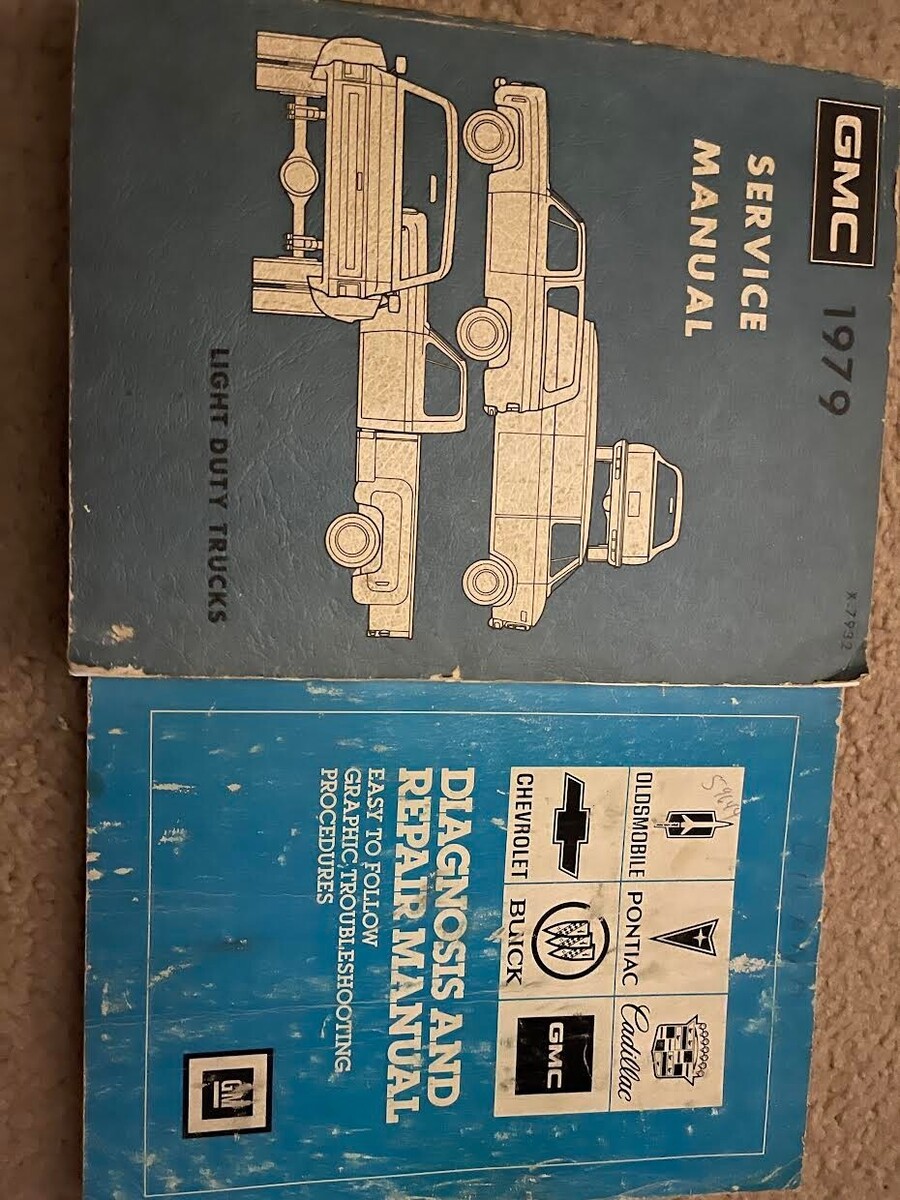 GMC 1979
SERVICE
MANUAL
X-7932
LIGHT DUTY TRUCKS
OLDSMOBILE PONTIAC Cadillac
CHEVROLET BUICK GMC
DIAGNOSIS AND
REPAIR MANUAL
EASY TO FOLLOW
GRAPHIC TROUBLESHOOTING
PROCEDURES
GM